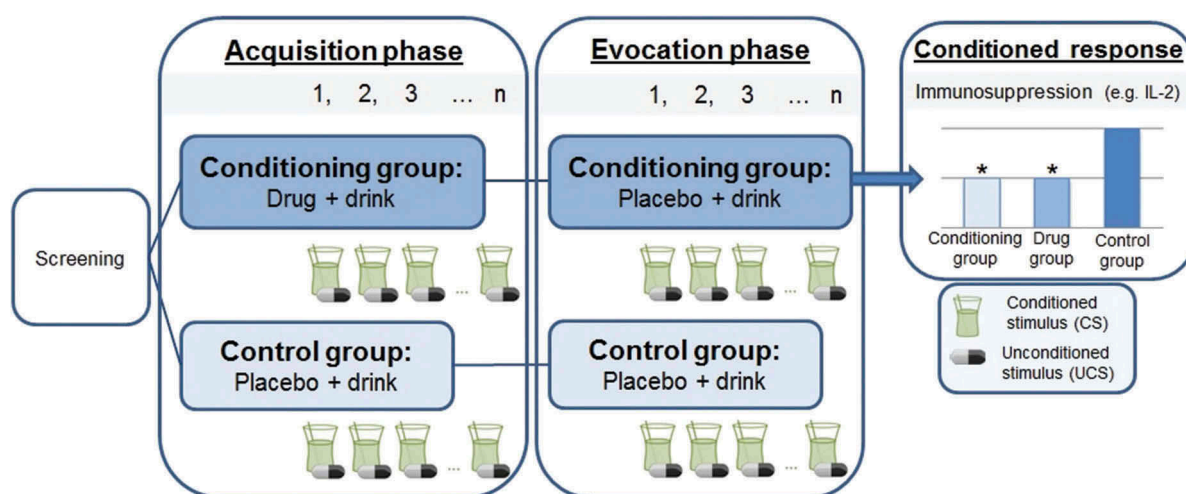 Screening
Acquisition phase
1, 2, 3 ... n
Conditioning group:
Drug + drink
...
Control group:
Placebo + drink
...
Evocation phase
1, 2, 3 ... n
Conditioning group:
Placebo + drink
...
Control group:
Placebo + drink
...
Conditioned response
Immunosuppression (e.g. IL-2)
* *
Conditioning
group
Drug
group
Control
group
Conditioned
stimulus (CS)
Unconditioned
stimulus (UCS)